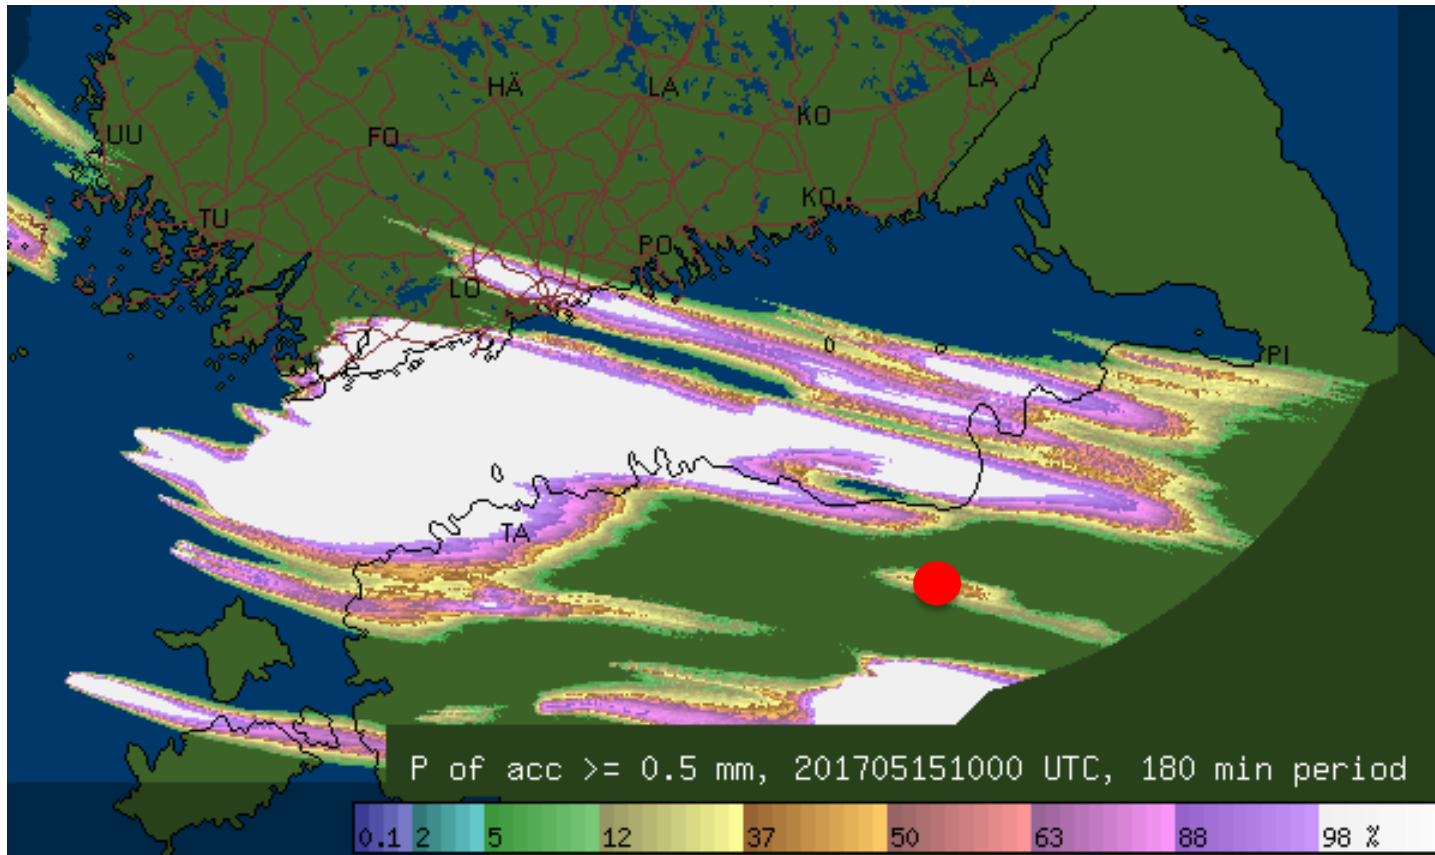 HÄ
LA
LA
KO
UU
FO
KO
TU
PO
LO
PI
TA
P of acc >= 0.5 mm, 201705151000 UTC, 180 min period
0.1 2 5 12 37 50 63 88 98 %